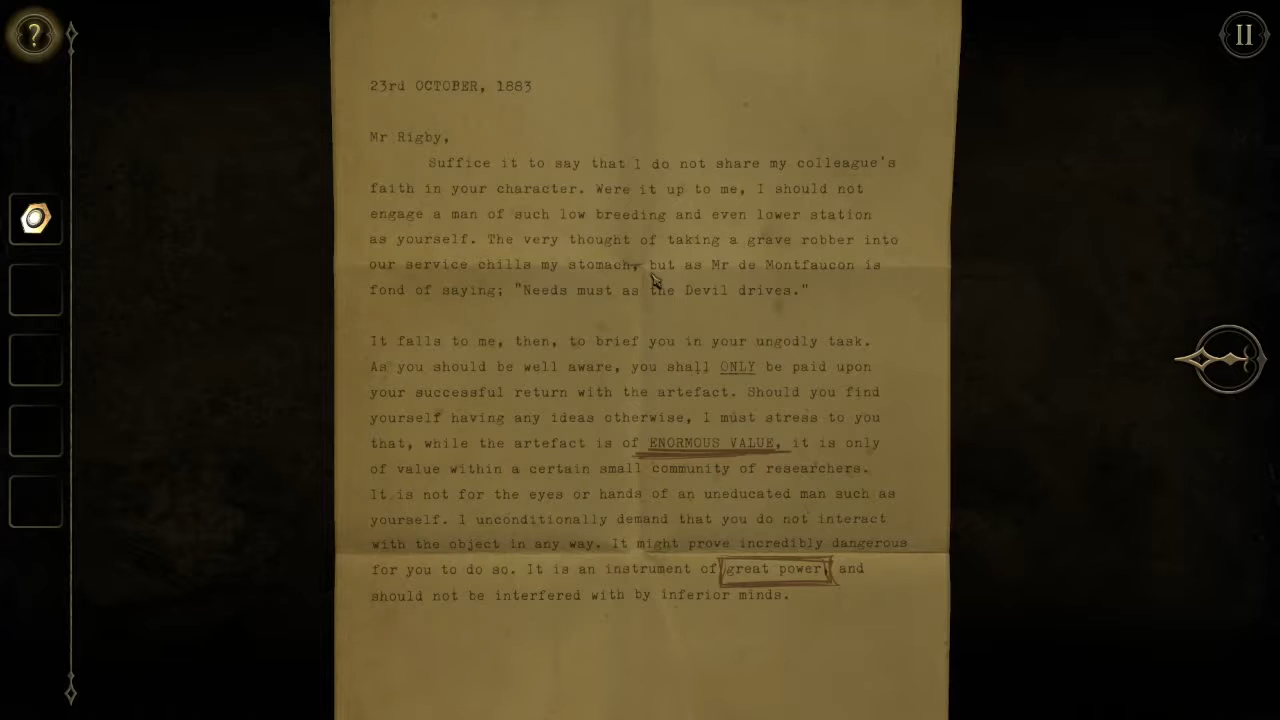 ?
II
23rd OCTOBER, 1883
Mr Rigby,
Suffice it to say that I do not share my colleague's
faith in your character. Were it up to me, I should not
engage a man of such low breeding and even lower station
as yourself. The very thought of taking a grave robber into
our service chills my stomach, but as Mr de Montfaucon is
fond of saying; "Needs must as the Devil drives."
It falls to me, then, to brief you in your ungodly task.
As you should be well aware, you shall ONLY be paid upon
your successful return with the artefact. Should you find
yourself having any ideas otherwise, I must stress to you
that, while the artefact is of ENORMOUS VALUE, it is only
of value within a certain small community of researchers.
It is not for the eyes or hands of an uneducated man such as
yourself. I unconditionally demand that you do not interact
with the object in any way. It might prove incredibly dangerous
for you to do so. It is an instrument of great power, and
should not be interfered with by inferior minds.